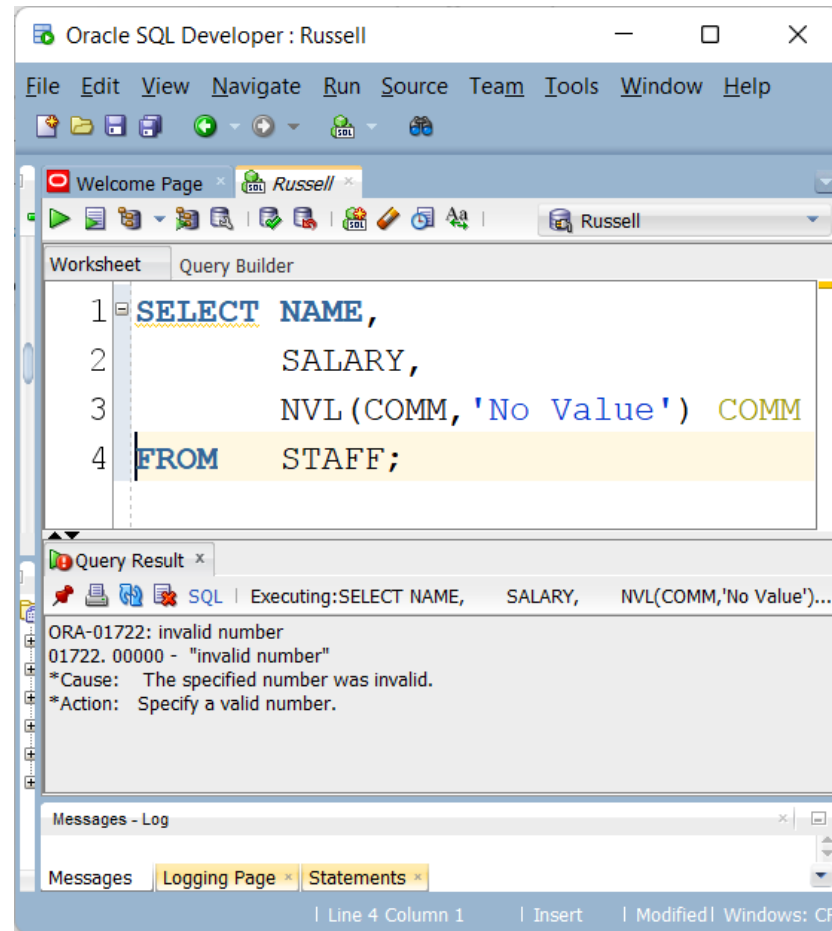 Oracle SQL Developer : Russell
File Edit View Navigate Run Source Team Tools Window Help
Welcome Page Russell
Russell
Worksheet Query Builder
1 SELECT NAME,
2 SALARY,
3 NVL(COMM,'No Value') COMM
4 FROM STAFF;
Query Result
SQL | Executing:SELECT NAME, SALARY, NVL(COMM,'No Value')...
ORA-01722: invalid number
01722. 00000 - "invalid number"
*Cause: The specified number was invalid.
*Action: Specify a valid number.
Messages - Log
Messages Logging Page Statements
| Line 4 Column 1 | Insert | Modified | Windows: